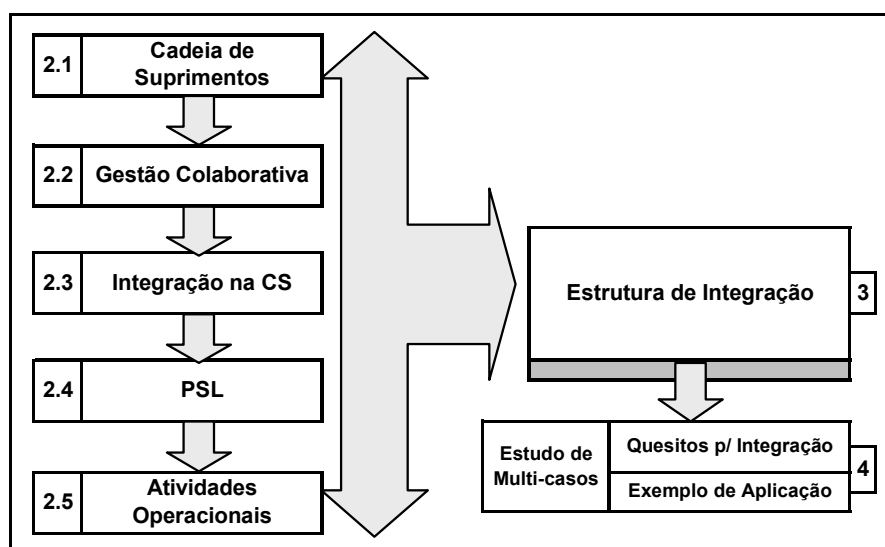 2.1
Cadeia de
Suprimentos
2.2
Gestão Colaborativa
2.3
Integração na CS
2.4
PSL
2.5
Atividades
Operacionais
Estrutura de Integração
3
Estudo de
Multi-casos
Quesitos p/ Integração
Exemplo de Aplicação
4